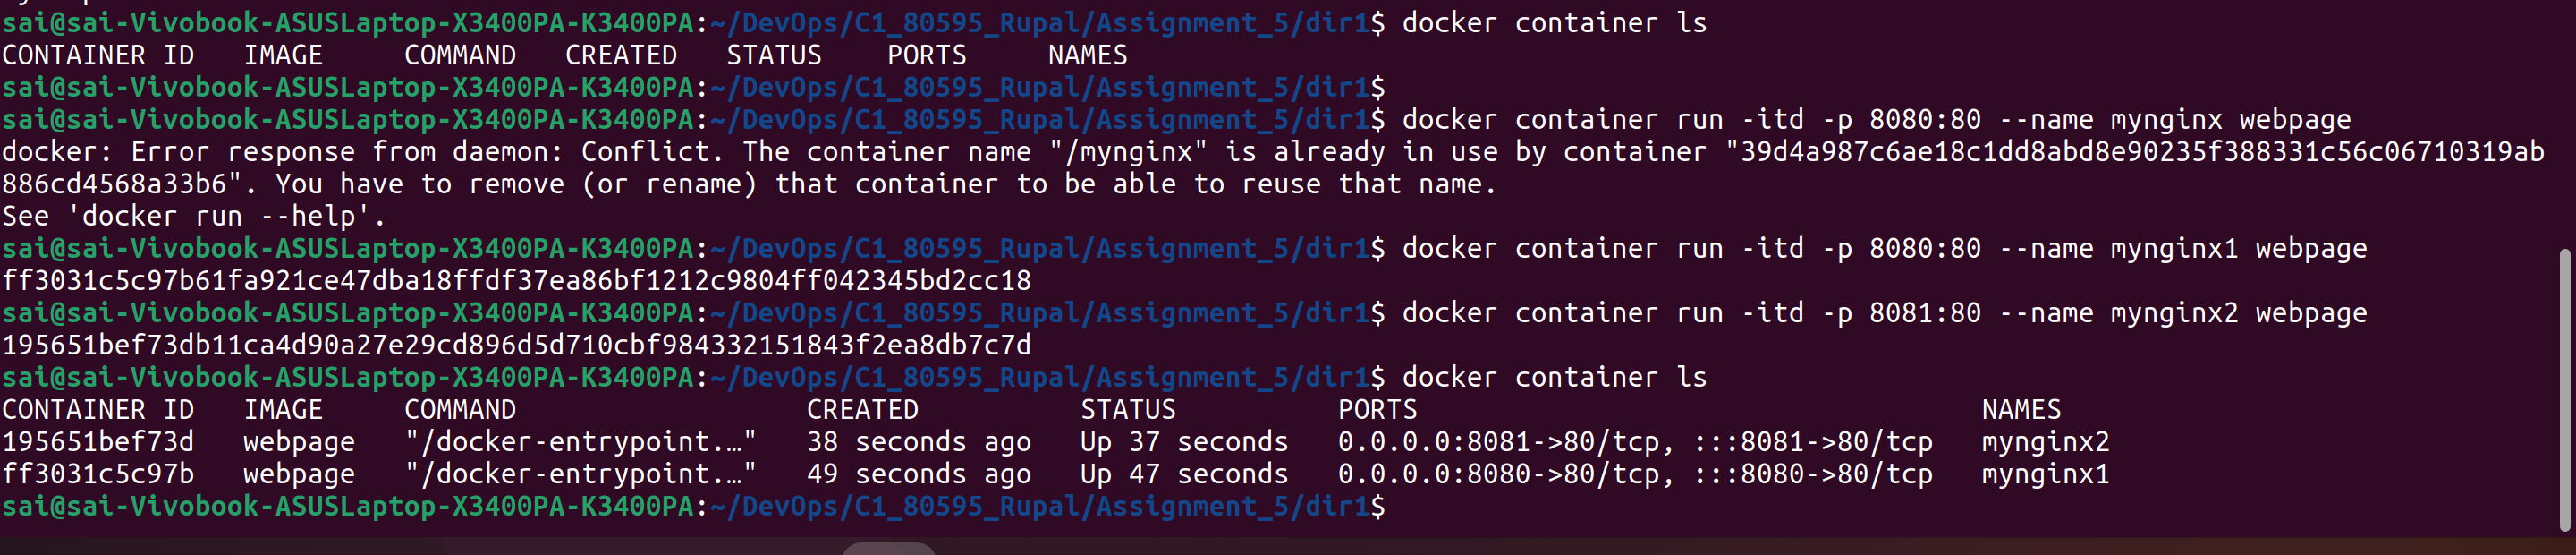 sai@sai-Vivobook-ASUSLaptop-X3400PA-K3400PA:~/DevOps/C1_80595_Rupal/Assignment_5/dir1$ docker container ls
CONTAINER ID   IMAGE     COMMAND   CREATED   STATUS    PORTS     NAMES
sai@sai-Vivobook-ASUSLaptop-X3400PA-K3400PA:~/DevOps/C1_80595_Rupal/Assignment_5/dir1$
sai@sai-Vivobook-ASUSLaptop-X3400PA-K3400PA:~/DevOps/C1_80595_Rupal/Assignment_5/dir1$ docker container run -itd -p 8080:80 --name mynginx webpage
docker: Error response from daemon: Conflict. The container name "/mynginx" is already in use by container "39d4a987c6ae18c1dd8abd8e90235f388331c56c06710319ab
886cd4568a33b6". You have to remove (or rename) that container to be able to reuse that name.
See 'docker run --help'.
sai@sai-Vivobook-ASUSLaptop-X3400PA-K3400PA:~/DevOps/C1_80595_Rupal/Assignment_5/dir1$ docker container run -itd -p 8080:80 --name mynginx1 webpage
ff3031c5c97b61fa921ce47dba18ffdf37ea86bf1212c9804ff042345bd2cc18
sai@sai-Vivobook-ASUSLaptop-X3400PA-K3400PA:~/DevOps/C1_80595_Rupal/Assignment_5/dir1$ docker container run -itd -p 8081:80 --name mynginx2 webpage
195651bef73db11ca4d90a27e29cd896d5d710cbf984332151843f2ea8db7c7d
sai@sai-Vivobook-ASUSLaptop-X3400PA-K3400PA:~/DevOps/C1_80595_Rupal/Assignment_5/dir1$ docker container ls
CONTAINER ID   IMAGE     COMMAND                  CREATED          STATUS          PORTS                                   NAMES
195651bef73d   webpage   "/docker-entrypoint.…"   38 seconds ago   Up 37 seconds   0.0.0.0:8081->80/tcp, :::8081->80/tcp   mynginx2
ff3031c5c97b   webpage   "/docker-entrypoint.…"   49 seconds ago   Up 47 seconds   0.0.0.0:8080->80/tcp, :::8080->80/tcp   mynginx1
sai@sai-Vivobook-ASUSLaptop-X3400PA-K3400PA:~/DevOps/C1_80595_Rupal/Assignment_5/dir1$